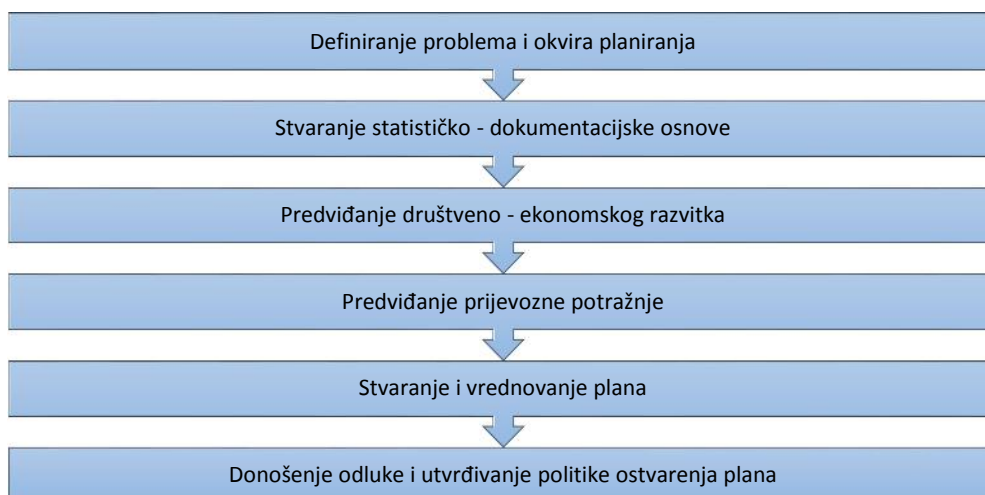 Definiranje problema i okvira planiranja
Stvaranje statističko - dokumentacijske osnove
Predviđanje društveno - ekonomskog razvitka
Predviđanje prijevozne potražnje
Stvaranje i vrednovanje plana
Donošenje odluke i utvrđivanje politike ostvarenja plana